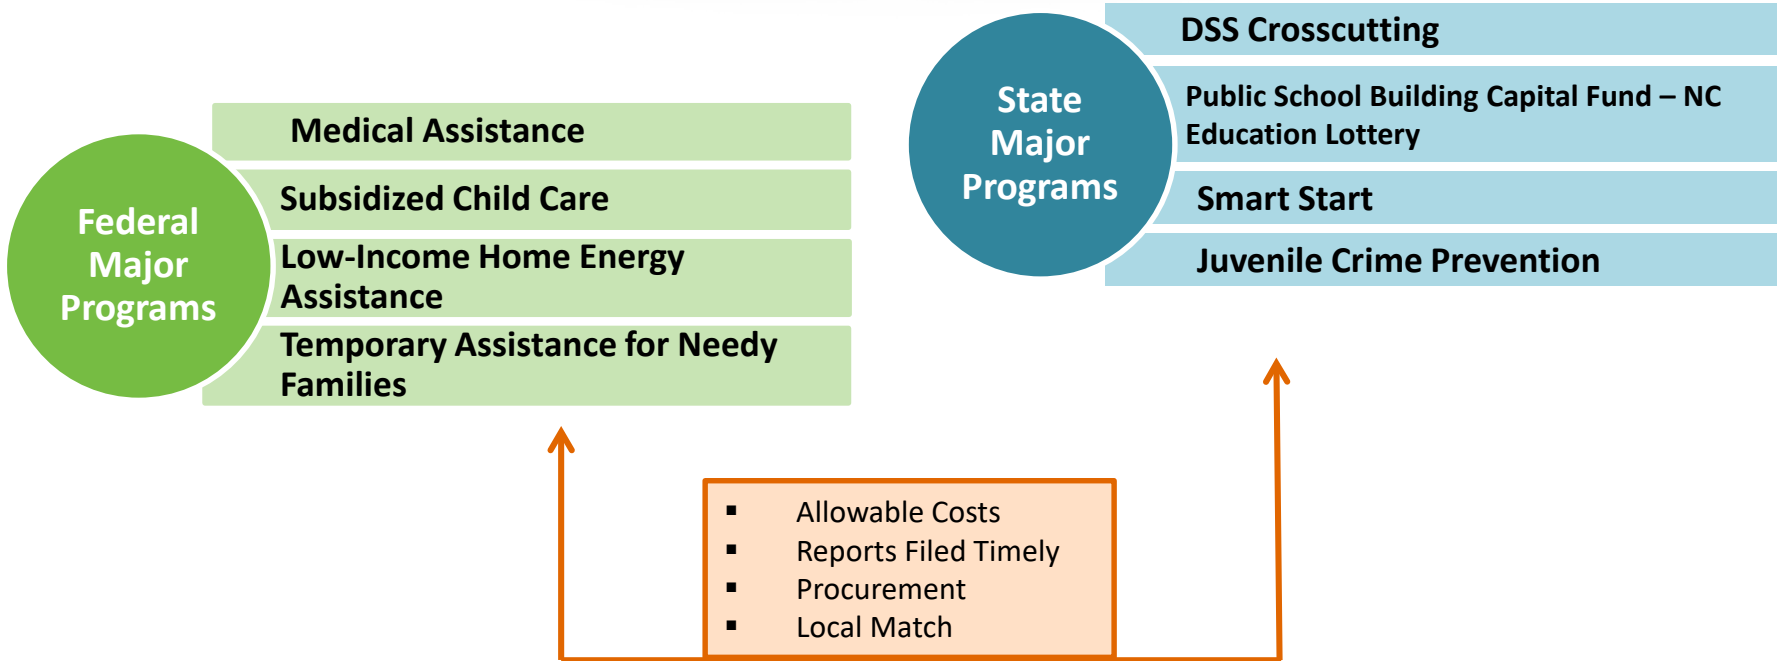 Federal
Major
Programs
Medical Assistance
Subsidized Child Care
Low-Income Home Energy
Assistance
Temporary Assistance for Needy
Families
State
Major
Programs
DSS Crosscutting
Public School Building Capital Fund – NC
Education Lottery
Smart Start
Juvenile Crime Prevention
▪ Allowable Costs
▪ Reports Filed Timely
▪ Procurement
▪ Local Match